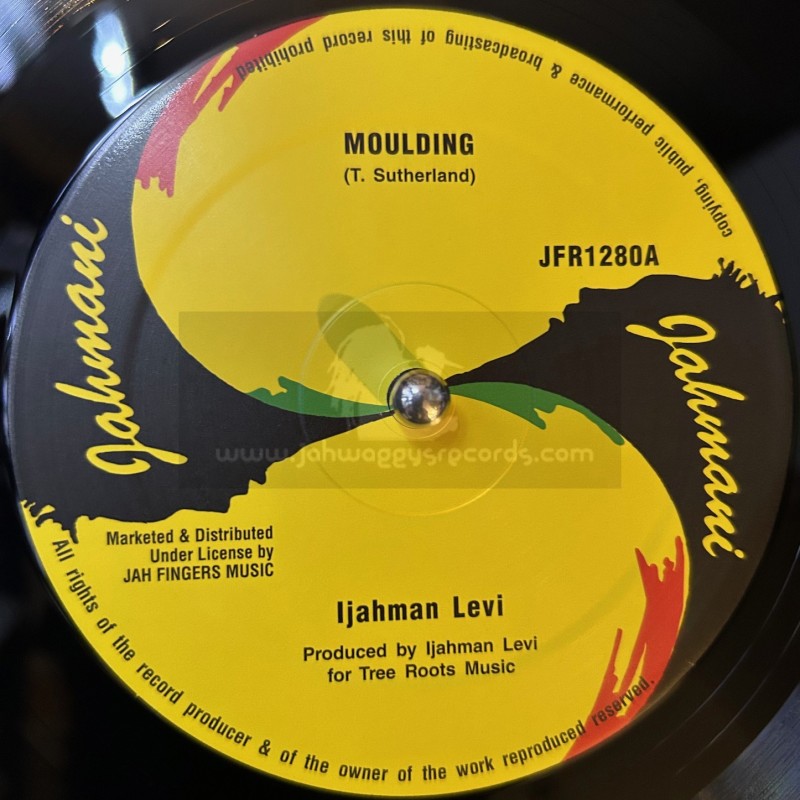 MOULDING
(T. Sutherland)
JFR1280A
Jahmani
Jahmani
www.jahwaggysrecords.com
Marketed & Distributed
Under License by
JAH FINGERS MUSIC
Ijahman Levi
Produced by Ijahman Levi
for Tree Roots Music
All rights of the record producer & of the owner of the work reproduced reserved.
copying, public performance & broadcasting of this record prohibited